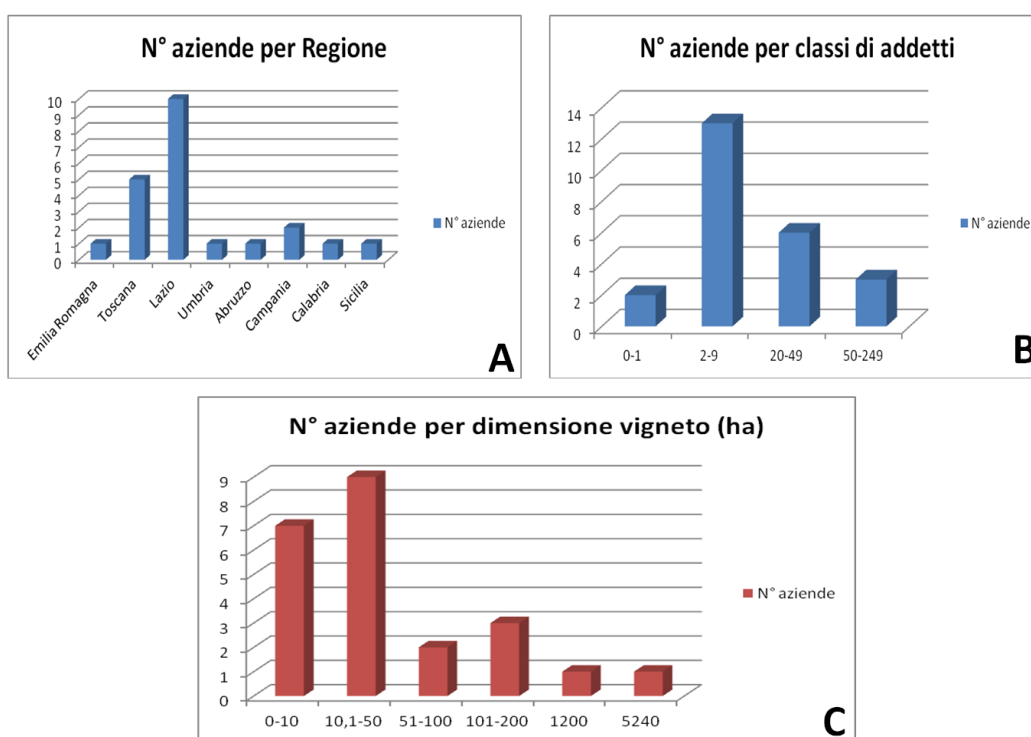 N° aziende per Regione
10
9
8
7
6
5
4
3
2
1
0
Emilia Romagna
Toscana
Lazio
Umbria
Abruzzo
Campania
Calabria
Sicilia
N° aziende
A
N° aziende per classi di addetti
14
12
10
8
6
4
2
0
0-1
2-9
20-49
50-249
N° aziende
B
N° aziende per dimensione vigneto (ha)
9
8
7
6
5
4
3
2
1
0
0-10
10,1-50
51-100
101-200
1200
5240
N° aziende
C